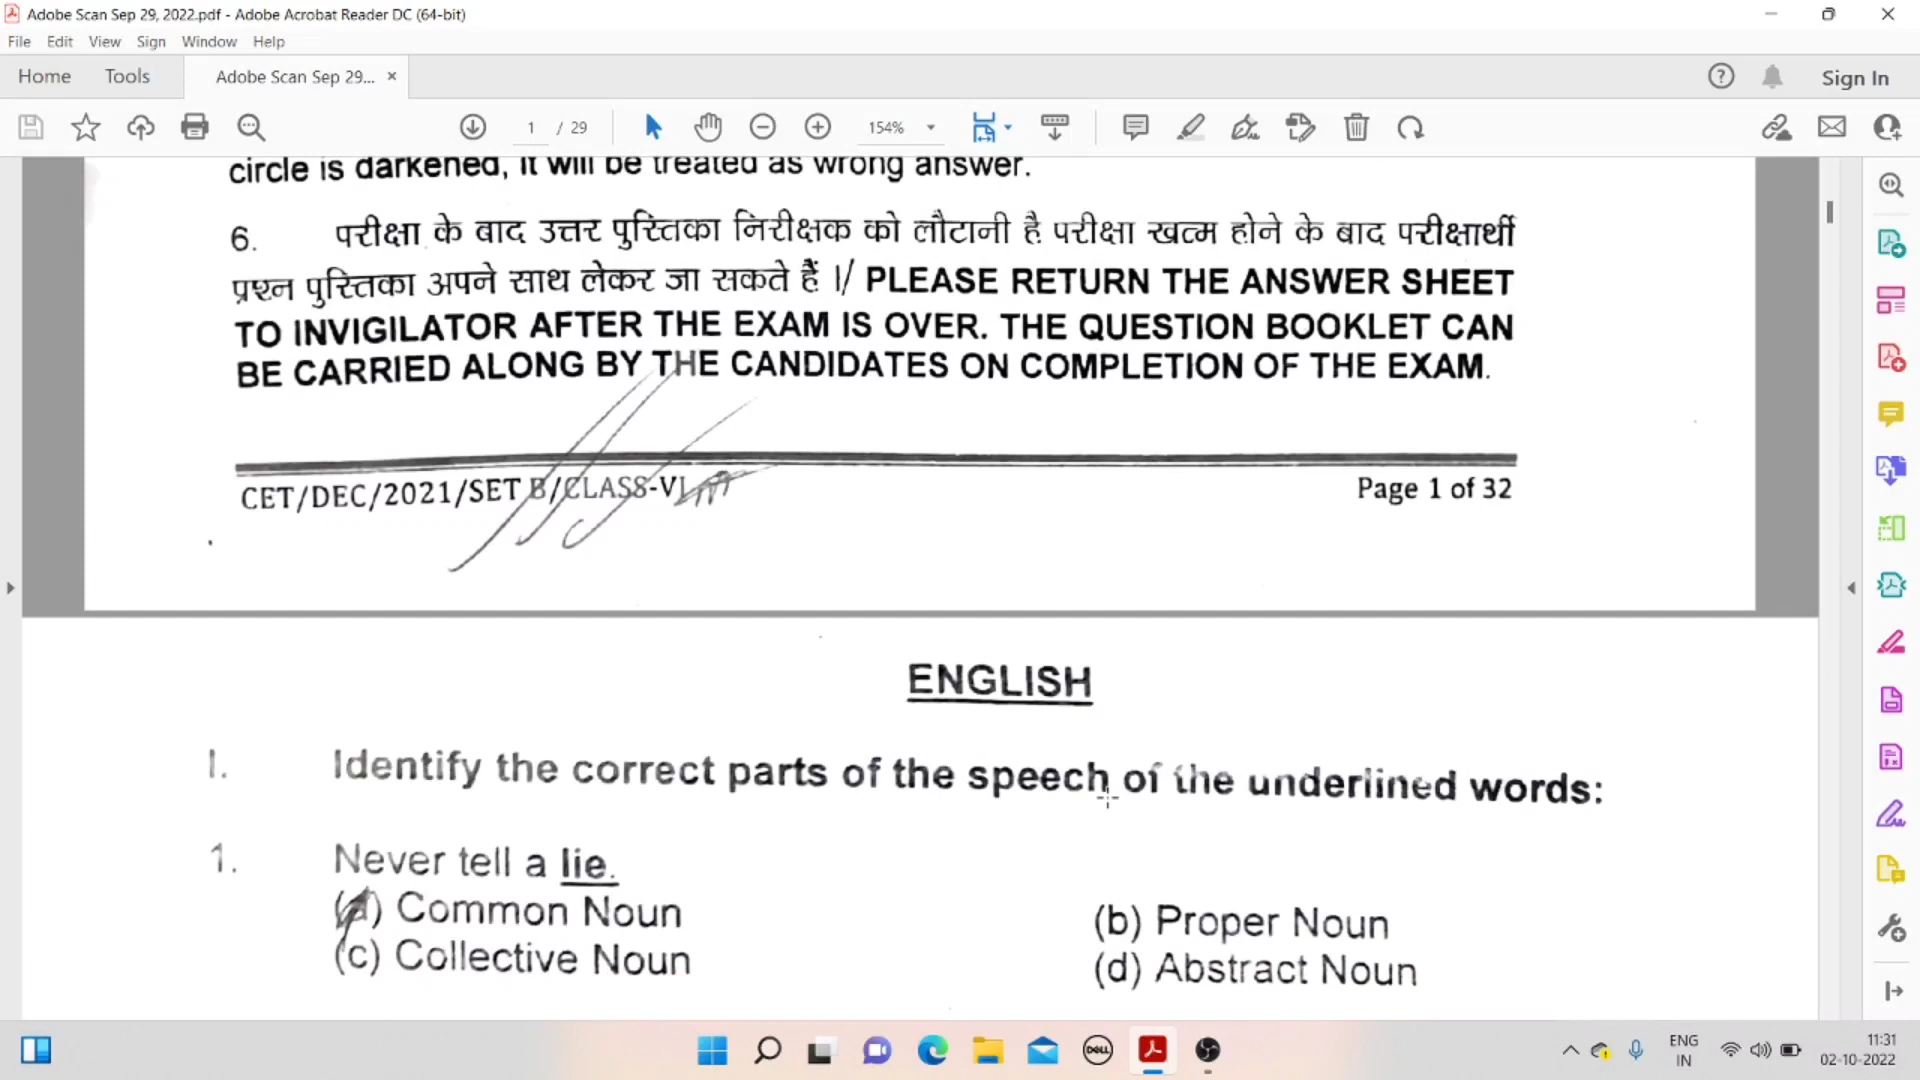 Adobe Scan Sep 29, 2022.pdf - Adobe Acrobat Reader DC (64-bit)
File Edit View Sign Window Help
Home Tools Adobe Scan Sep 29... × Sign In
1 / 29 154%
circle is darkened, it will be treated as wrong answer.
6. परीक्षा के बाद उत्तर पुस्तिका निरीक्षक को लौटानी है परीक्षा खत्म होने के बाद परीक्षार्थी
प्रश्न पुस्तिका अपने साथ लेकर जा सकते हैं ।/ PLEASE RETURN THE ANSWER SHEET
TO INVIGILATOR AFTER THE EXAM IS OVER. THE QUESTION BOOKLET CAN
BE CARRIED ALONG BY THE CANDIDATES ON COMPLETION OF THE EXAM.
CET/DEC/2021/SET B/CLASS-VI Page 1 of 32
ENGLISH
I. Identify the correct parts of the speech of the underlined words:
1. Never tell a lie.
(a) Common Noun (b) Proper Noun
(c) Collective Noun (d) Abstract Noun
DELL
ENG
IN
11:31
02-10-2022